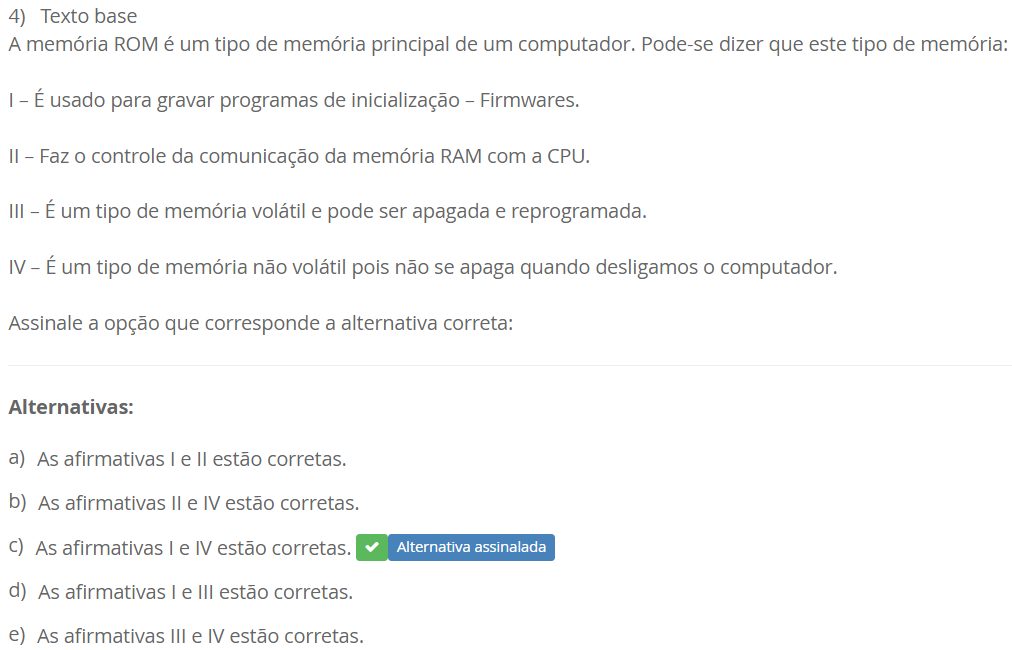 4) Texto base
A memória ROM é um tipo de memória principal de um computador. Pode-se dizer que este tipo de memória:
I – É usado para gravar programas de inicialização – Firmwares.
II – Faz o controle da comunicação da memória RAM com a CPU.
III – É um tipo de memória volátil e pode ser apagada e reprogramada.
IV – É um tipo de memória não volátil pois não se apaga quando desligamos o computador.
Assinale a opção que corresponde a alternativa correta:
Alternativas:
a) As afirmativas I e II estão corretas.
b) As afirmativas II e IV estão corretas.
c) As afirmativas I e IV estão corretas. Alternativa assinalada
d) As afirmativas I e III estão corretas.
e) As afirmativas III e IV estão corretas.